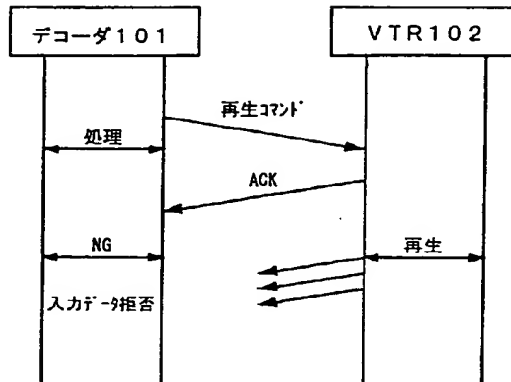 デコーダ101
VTR102
再生コマンド
処理
ACK
NG
再生
入力データ拒否